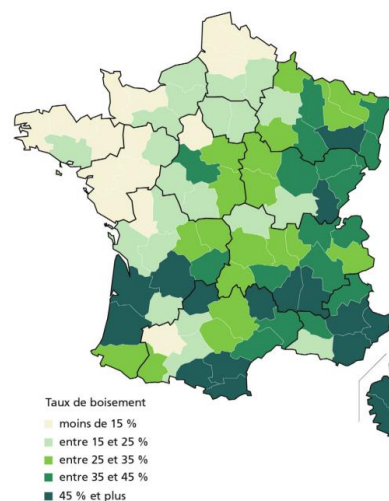 Taux de boisement
moins de 15 %
entre 15 et 25 %
entre 25 et 35 %
entre 35 et 45 %
45 % et plus